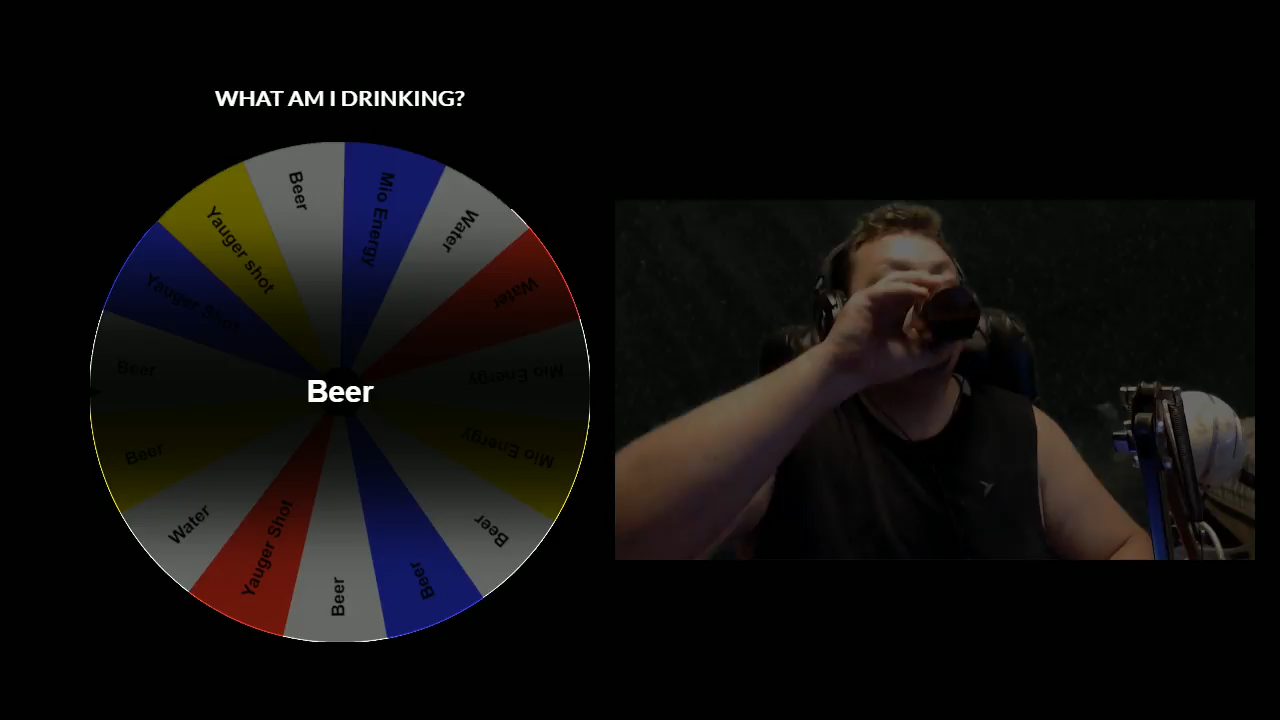 WHAT AM I DRINKING?
Beer
Mio Energy
Water
Water
Mio Energy
Mio Energy
Beer
Beer
Beer
Yauger Shot
Water
Beer
Beer
Yauger Shot
Yauger shot
Beer